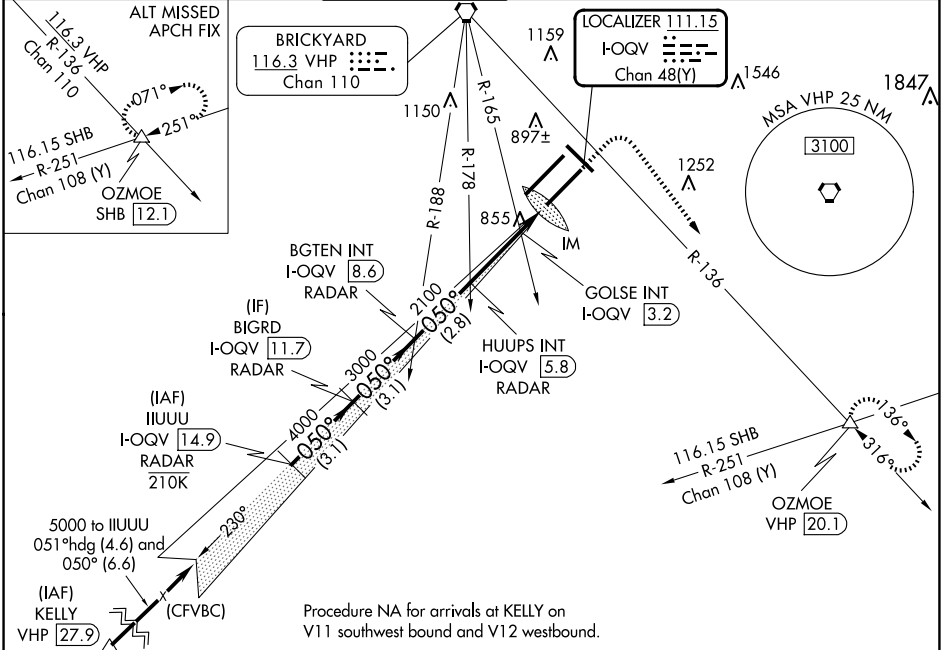 ALT MISSED
APCH FIX
116.3 VHP
R-136
Chan 110
071°
251°
116.15 SHB
R-251
Chan 108 (Y)
OZMOE
SHB 12.1
BRICKYARD
116.3 VHP
Chan 110
LOCALIZER 111.15
I-OQV
Chan 48(Y)
1159
1546
1847
1150
897±
1252
855
MSA VHP 25 NM
3100
R-165
R-178
R-188
R-136
IM
GOLSE INT
I-OQV 3.2
HUUPS INT
I-OQV 5.8
RADAR
BGTEN INT
I-OQV 8.6
RADAR
(IF)
BIGRD
I-OQV 11.7
RADAR
(IAF)
IIUUU
I-OQV 14.9
RADAR
210K
2100
050°
(2.8)
3000
050°
(3.1)
4000
050°
(3.1)
230°
5000 to IIUUU
051°hdg (4.6) and
050° (6.6)
(IAF)
KELLY
VHP 27.9
(CFVBC)
116.15 SHB
R-251
Chan 108 (Y)
136°
316°
OZMOE
VHP 20.1
Procedure NA for arrivals at KELLY on
V11 southwest bound and V12 westbound.